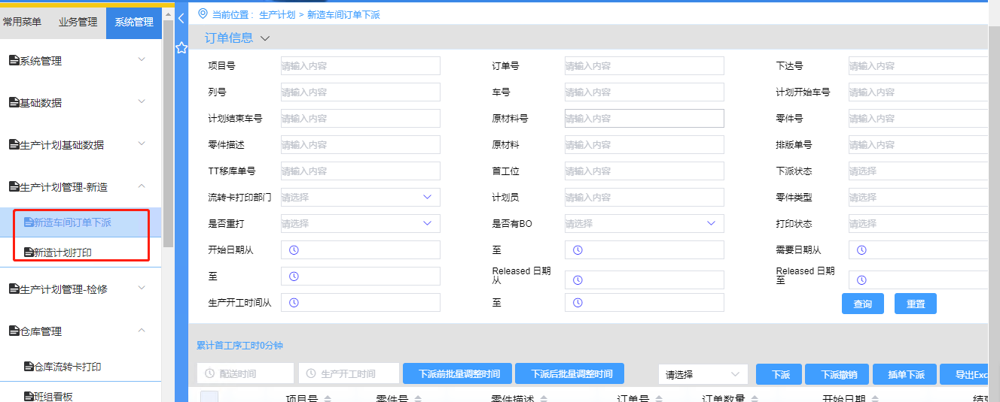 常用菜单 业务管理 系统管理
系统管理
基础数据
生产计划基础数据
生产计划管理-新造
新造车间订单下派
新造计划打印
生产计划管理-检修
仓库管理
仓库流转卡打印
班组看板
当前位置： 生产计划 > 新造车间订单下派
订单信息
项目号 请输入内容 订单号 请输入内容 下达号 请输入内容
列号 请输入内容 车号 请输入内容 计划开始车号 请输入内容
计划结束车号 请输入内容 原材料号 请输入内容 零件号 请输入内容
零件描述 请输入内容 原材料 请输入内容 排版单号 请输入内容
TT移库单号 请输入内容 首工位 请输入内容 下派状态 请选择
流转卡打印部门 请选择 计划员 请输入内容 零件类型 请选择
是否重打 请选择 是否有BO 请选择 打印状态 请选择
开始日期从 至 需要日期从
至 Released 日期从 Released 日期至
生产开工时间从 至 查询 重置
累计首工序工时0分钟
配送时间 生产开工时间 下派前批量调整时间 下派后批量调整时间 请选择 下派 下派撤销 插单下派 导出Exc
项目号 零件号 零件描述 订单号 订单数量 开始日期 结束